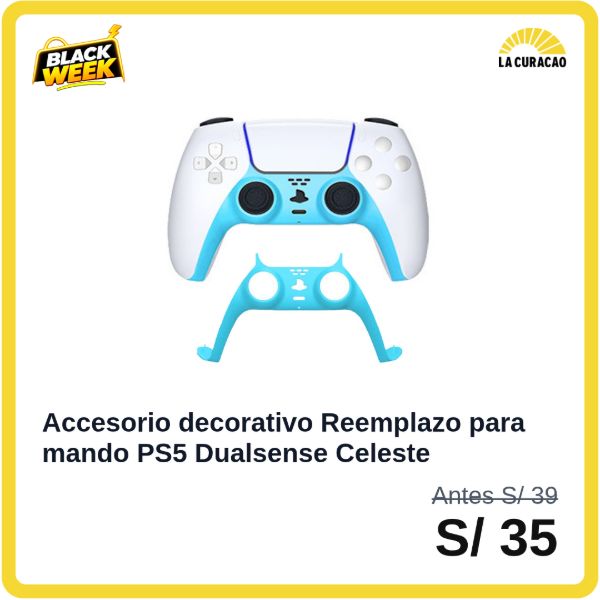 BLACK
WEEK
LA CURACAO
Accesorio decorativo Reemplazo para
mando PS5 Dualsense Celeste
Antes S/ 39
S/ 35